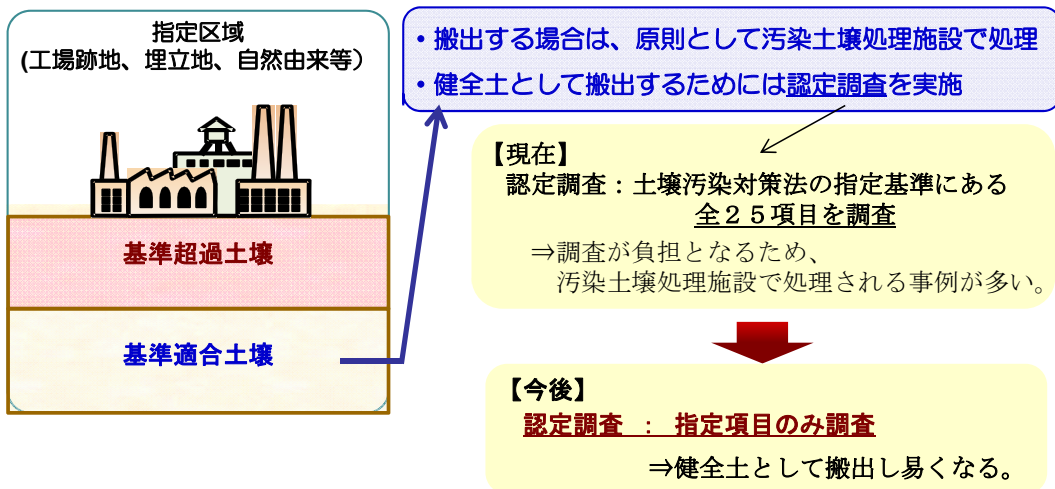 指定区域
(工場跡地、埋立地、自然由来等）
基準超過土壌
基準適合土壌
・搬出する場合は、原則として汚染土壌処理施設で処理
・健全土として搬出するためには認定調査を実施
【現在】
認定調査：土壌汚染対策法の指定基準にある
全２５項目を調査
⇒調査が負担となるため、
汚染土壌処理施設で処理される事例が多い。
【今後】
認定調査 ： 指定項目のみ調査
⇒健全土として搬出し易くなる。